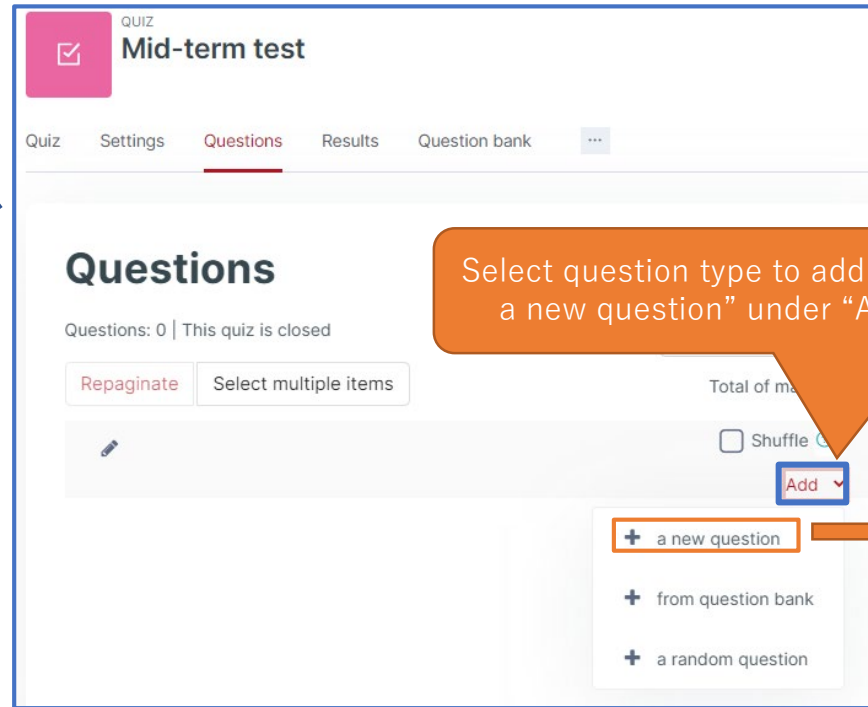 QUIZ
Mid-term test
Quiz Settings Questions Results Question bank ...
Questions
Select question type to add
a new question” under “A
Questions: 0 | This quiz is closed
Repaginate Select multiple items
Total of
Shuffle
Add
a new question
from question bank
a random question